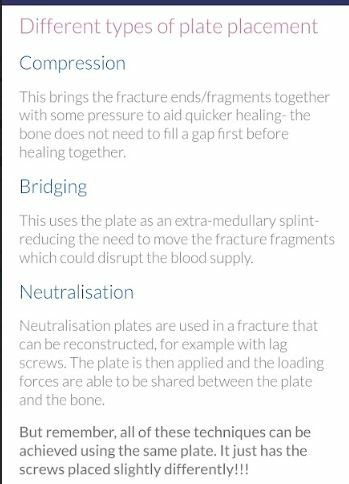 Different types of plate placement
Compression
This brings the fracture ends/fragments together
with some pressure to aid quicker healing- the
bone does not need to fill a gap first before
healing together.
Bridging
This uses the plate as an extra-medullary splint-
reducing the need to move the fracture fragments
which could disrupt the blood supply.
Neutralisation
Neutralisation plates are used in a fracture that
can be reconstructed, for example with lag
screws. The plate is then applied and the loading
forces are able to be shared between the plate
and the bone.
But remember, all of these techniques can be
achieved using the same plate. It just has the
screws placed slightly differently!!!